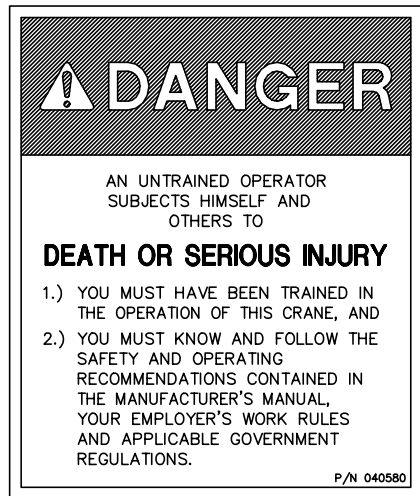 DANGER
AN UNTRAINED OPERATOR
SUBJECTS HIMSELF AND
OTHERS TO
DEATH OR SERIOUS INJURY
1.) YOU MUST HAVE BEEN TRAINED IN
THE OPERATION OF THIS CRANE, AND
2.) YOU MUST KNOW AND FOLLOW THE
SAFETY AND OPERATING
RECOMMENDATIONS CONTAINED IN
THE MANUFACTURER'S MANUAL,
YOUR EMPLOYER'S WORK RULES
AND APPLICABLE GOVERNMENT
REGULATIONS.
P/N 040580